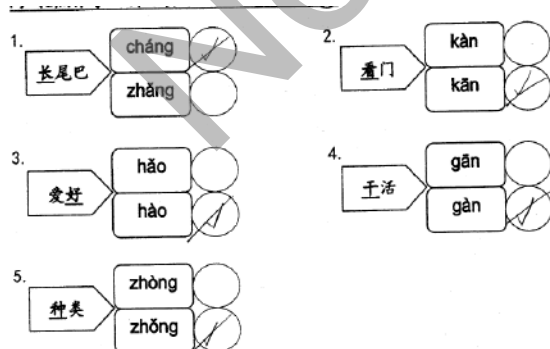 1.
长尾巴
cháng
zhǎng
2.
看门
kàn
kān
3.
爱好
hǎo
hào
4.
干活
gān
gàn
5.
种类
zhòng
zhǒng